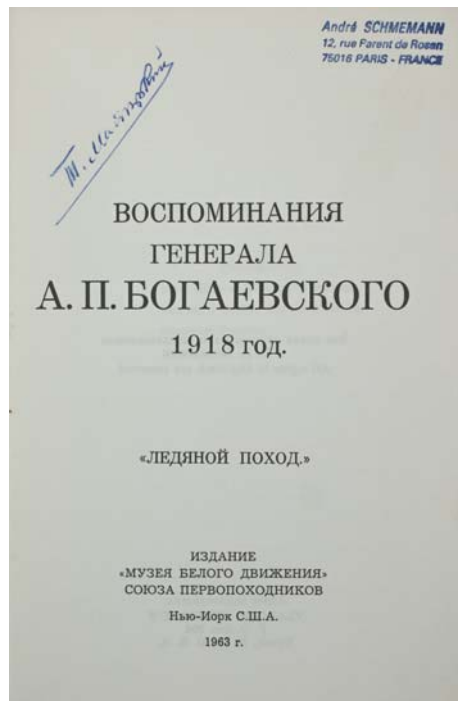 André SCHMEMANN
12, rue Parent de Rosan
75016 PARIS - FRANCE
ВОСПОМИНАНИЯ
ГЕНЕРАЛА
А. П. БОГАЕВСКОГО
1918 год.
«ЛЕДЯНОЙ ПОХОД.»
ИЗДАНИЕ
«МУЗЕЯ БЕЛОГО ДВИЖЕНИЯ»
СОЮЗА ПЕРВОПОХОДНИКОВ
Нью-Иорк С.Ш.А.
1963 г.